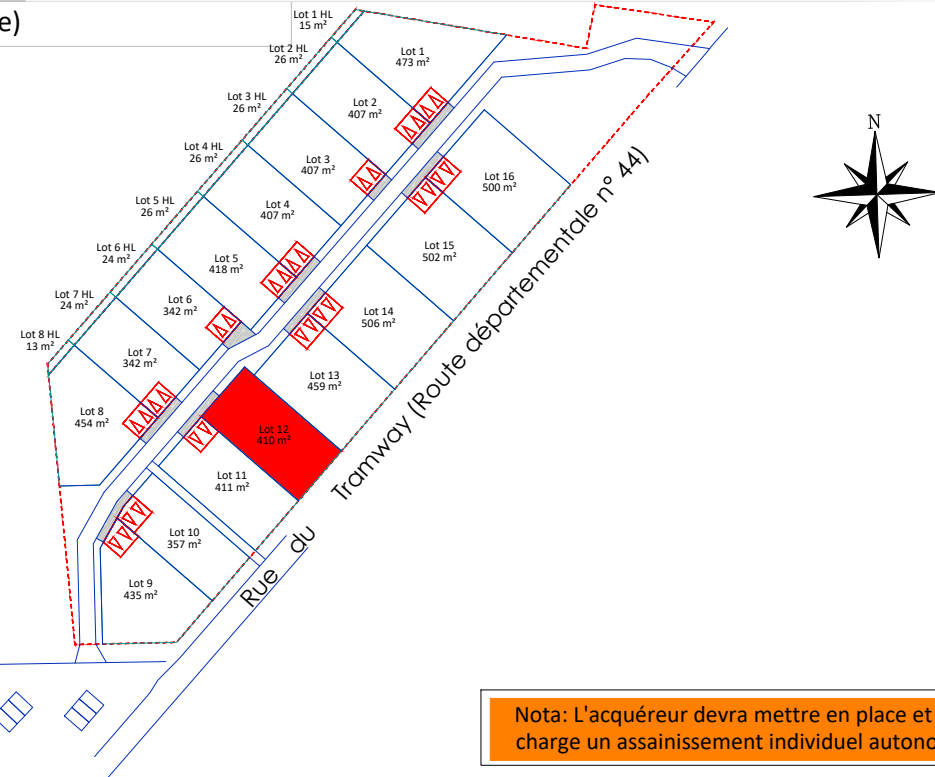 e)
Lot 1 HL
15 m²
Lot 2 HL
26 m²
Lot 3 HL
26 m²
Lot 4 HL
26 m²
Lot 5 HL
26 m²
Lot 6 HL
24 m²
Lot 7 HL
24 m²
Lot 8 HL
13 m²
Lot 1
473 m²
Lot 2
407 m²
Lot 3
407 m²
Lot 4
407 m²
Lot 5
418 m²
Lot 6
342 m²
Lot 7
342 m²
Lot 8
454 m²
Lot 16
500 m²
Lot 15
502 m²
Lot 14
506 m²
Lot 13
459 m²
Lot 12
410 m²
Lot 11
411 m²
Lot 10
357 m²
Lot 9
435 m²
N
Rue du Tramway (Route départementale n° 44)
Nota: L'acquéreur devra mettre en place et
charge un assainissement individuel autono